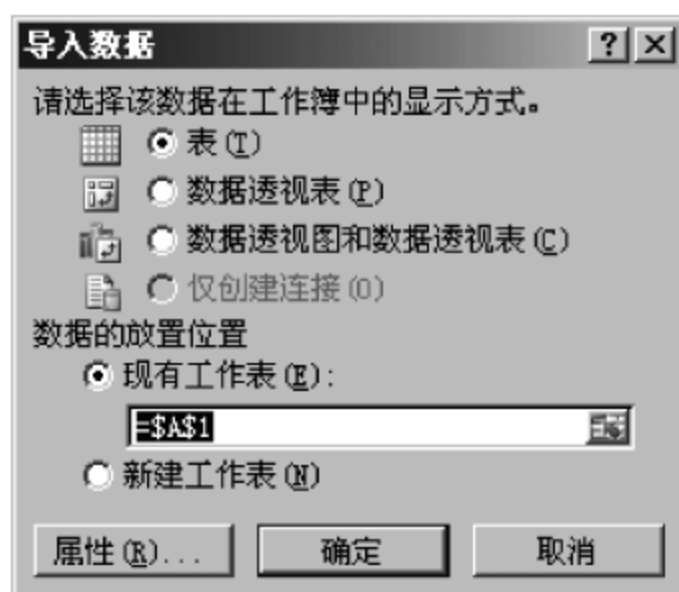 导入数据
请选择该数据在工作簿中的显示方式。
表(T)
数据透视表(P)
数据透视图和数据透视表(C)
仅创建连接(O)
数据的放置位置
现有工作表(E):
=$A$1
新建工作表(N)
属性(R)... 确定 取消